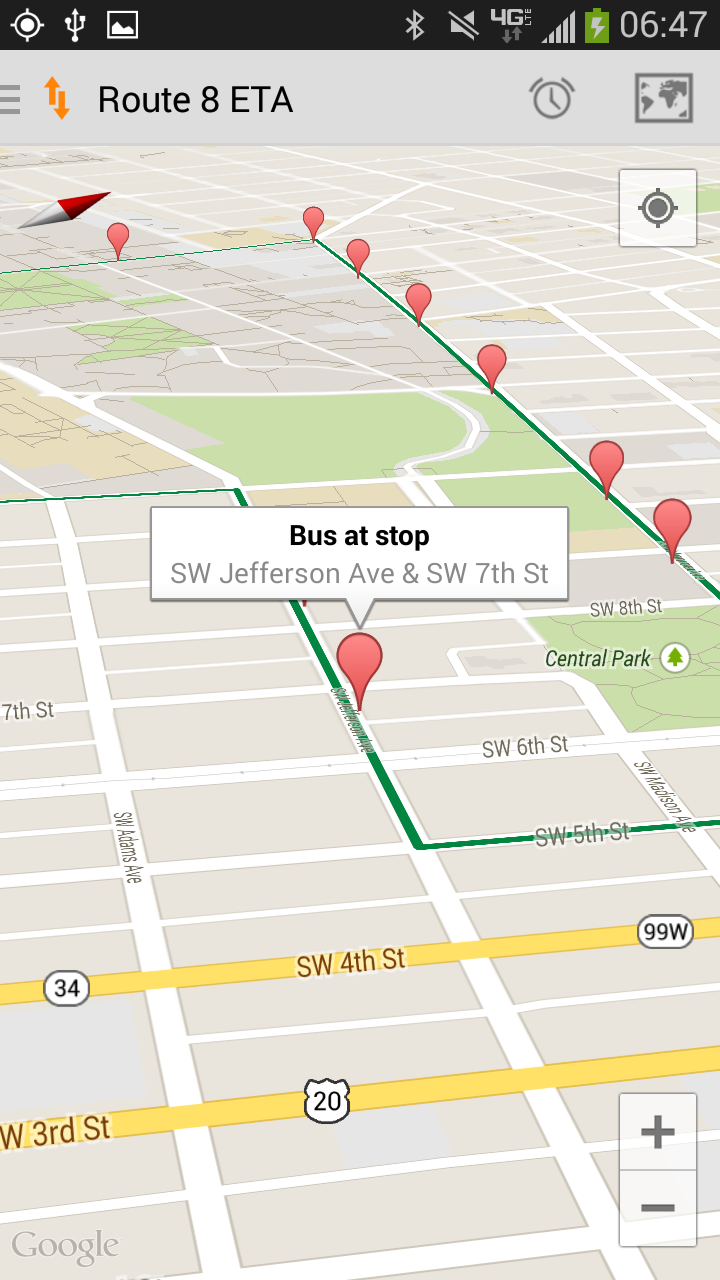 4G LTE
06:47
Route 8 ETA
Bus at stop
SW Jefferson Ave & SW 7th St
SW 8th St
Central Park
7th St
SW Jefferson Ave
SW 6th St
SW Madison Ave
SW Adams Ave
SW 5th St
99W
SW 4th St
34
20
W 3rd St
Google